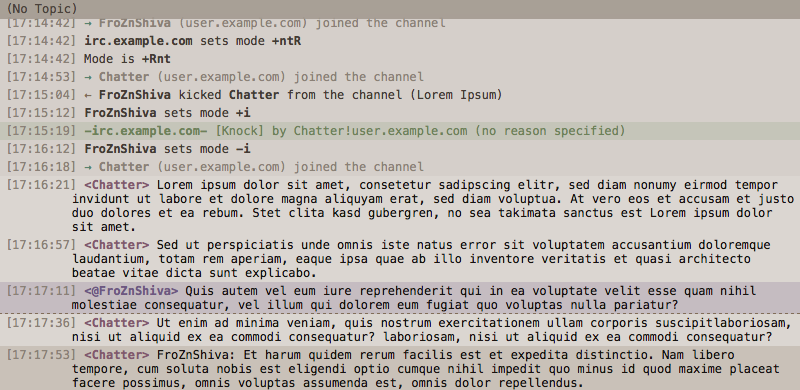 (No Topic)
[17:14:42] → FroZnShiva (user.example.com) joined the channel
[17:14:42] irc.example.com sets mode +ntR
[17:14:42] Mode is +Rnt
[17:14:53] → Chatter (user.example.com) joined the channel
[17:15:04] ← FroZnShiva kicked Chatter from the channel (Lorem Ipsum)
[17:15:12] FroZnShiva sets mode +i
[17:15:19] -irc.example.com- [Knock] by Chatter!user.example.com (no reason specified)
[17:16:12] FroZnShiva sets mode -i
[17:16:18] → Chatter (user.example.com) joined the channel
[17:16:21] <Chatter> Lorem ipsum dolor sit amet, consetetur sadipscing elitr, sed diam nonumy eirmod tempor
invidunt ut labore et dolore magna aliquyam erat, sed diam voluptua. At vero eos et accusam et justo
duo dolores et ea rebum. Stet clita kasd gubergren, no sea takimata sanctus est Lorem ipsum dolor
sit amet.
[17:16:57] <Chatter> Sed ut perspiciatis unde omnis iste natus error sit voluptatem accusantium doloremque
laudantium, totam rem aperiam, eaque ipsa quae ab illo inventore veritatis et quasi architecto
beatae vitae dicta sunt explicabo.
[17:17:11] <@FroZnShiva> Quis autem vel eum iure reprehenderit qui in ea voluptate velit esse quam nihil
molestiae consequatur, vel illum qui dolorem eum fugiat quo voluptas nulla pariatur?
[17:17:36] <Chatter> Ut enim ad minima veniam, quis nostrum exercitationem ullam corporis suscipitlaboriosam,
nisi ut aliquid ex ea commodi consequatur? laboriosam, nisi ut aliquid ex ea commodi consequatur?
[17:17:53] <Chatter> FroZnShiva: Et harum quidem rerum facilis est et expedita distinctio. Nam libero
tempore, cum soluta nobis est eligendi optio cumque nihil impedit quo minus id quod maxime placeat
facere possimus, omnis voluptas assumenda est, omnis dolor repellendus.